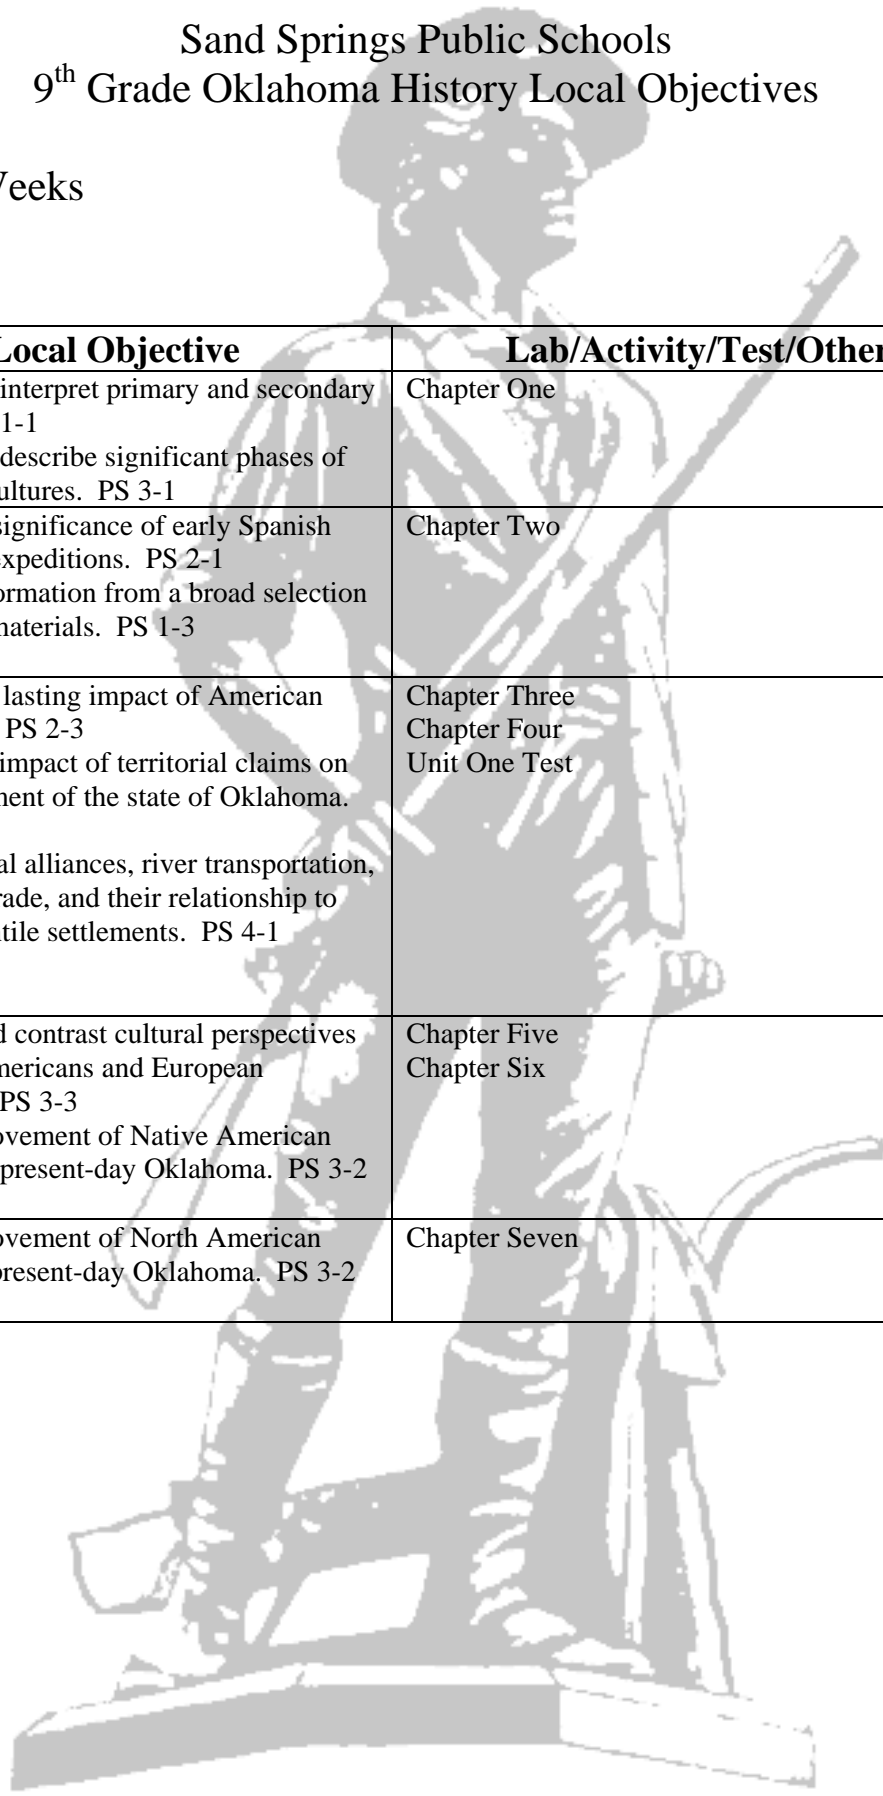 Sand Springs Public Schools
9th Grade Oklahoma History Local Objectives
Weeks
Local Objective Lab/Activity/Test/Other
interpret primary and secondary Chapter One
1-1
describe significant phases of
ultures. PS 3-1
significance of early Spanish Chapter Two
expeditions. PS 2-1
ormation from a broad selection
materials. PS 1-3
lasting impact of American Chapter Three
PS 2-3 Chapter Four
impact of territorial claims on Unit One Test
ment of the state of Oklahoma.
al alliances, river transportation,
rade, and their relationship to
ntile settlements. PS 4-1
d contrast cultural perspectives Chapter Five
mericans and European Chapter Six
PS 3-3
ovement of Native American
present-day Oklahoma. PS 3-2
ovement of North American Chapter Seven
present-day Oklahoma. PS 3-2